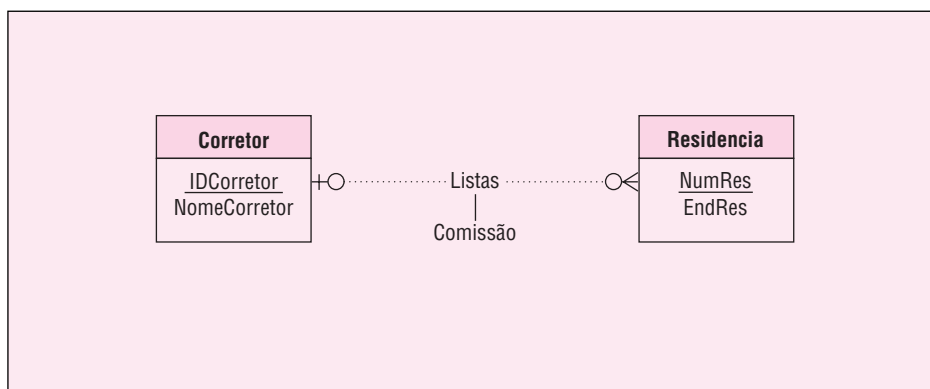 Corretor
IDCorretor
NomeCorretor
Listas
Comissão
Residencia
NumRes
EndRes